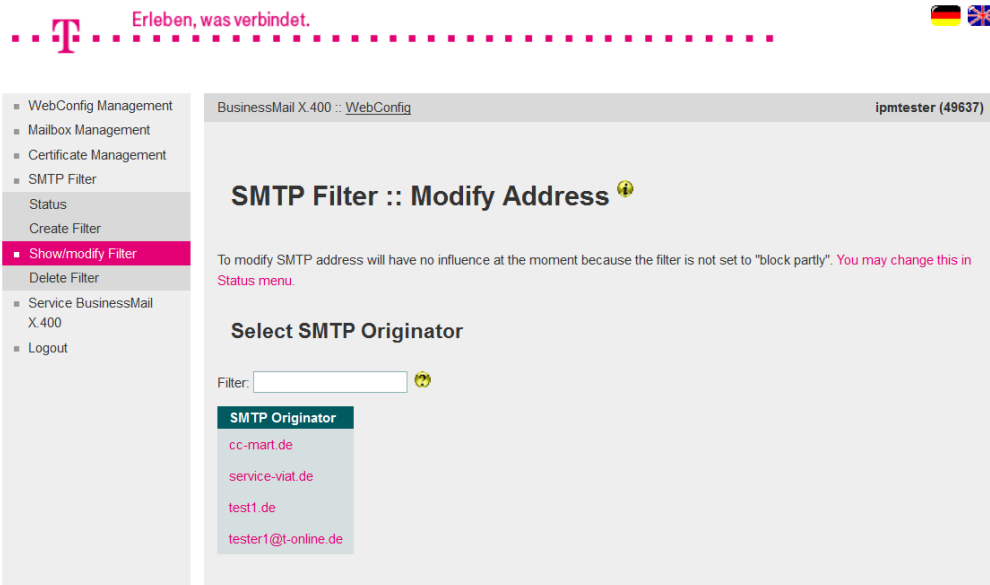 Erleben, was verbindet.
T
WebConfig Management
Mailbox Management
Certificate Management
SMTP Filter
Status
Create Filter
Show/modify Filter
Delete Filter
Service BusinessMail
X.400
Logout
BusinessMail X.400 :: WebConfig
ipmtester (49637)
SMTP Filter :: Modify Address
To modify SMTP address will have no influence at the moment because the filter is not set to "block partly". You may change this in
Status menu.
Select SMTP Originator
Filter:
SMTP Originator
cc-mart.de
service-viat.de
test1.de
tester1@t-online.de